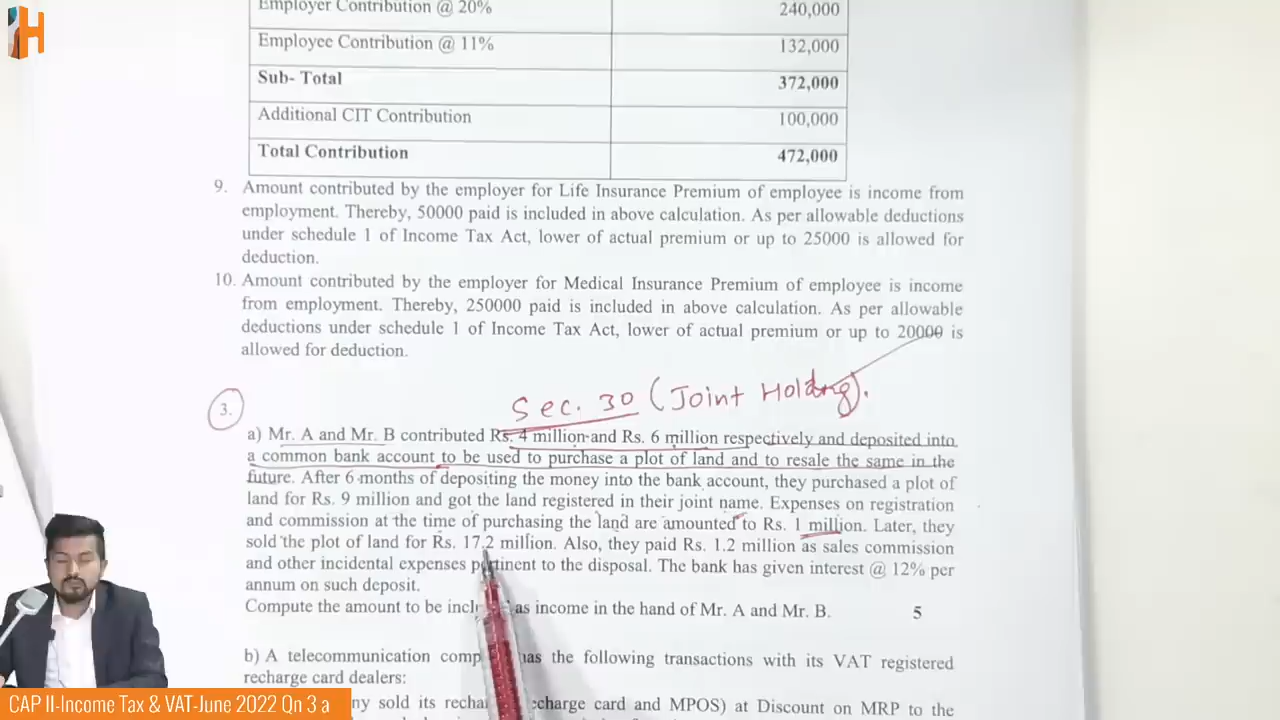 H
Employer Contribution @ 20% 240,000
Employee Contribution @ 11% 132,000
Sub- Total 372,000
Additional CIT Contribution 100,000
Total Contribution 472,000
9. Amount contributed by the employer for Life Insurance Premium of employee is income from
employment. Thereby, 50000 paid is included in above calculation. As per allowable deductions
under schedule 1 of Income Tax Act, lower of actual premium or up to 25000 is allowed for
deduction.
10. Amount contributed by the employer for Medical Insurance Premium of employee is income
from employment. Thereby, 250000 paid is included in above calculation. As per allowable
deductions under schedule 1 of Income Tax Act, lower of actual premium or up to 20000 is
allowed for deduction.
Sec. 30 (Joint Holdng).
3.
a) Mr. A and Mr. B contributed Rs. 4 million and Rs. 6 million respectively and deposited into
a common bank account to be used to purchase a plot of land and to resale the same in the
future. After 6 months of depositing the money into the bank account, they purchased a plot of
land for Rs. 9 million and got the land registered in their joint name. Expenses on registration
and commission at the time of purchasing the land are amounted to Rs. 1 million. Later, they
sold the plot of land for Rs. 17.2 million. Also, they paid Rs. 1.2 million as sales commission
and other incidental expenses pertinent to the disposal. The bank has given interest @ 12% per
annum on such deposit.
Compute the amount to be as income in the hand of Mr. A and Mr. B. 5
b) A telecommunication has the following transactions with its VAT registered
recharge card dealers:
sold its card and MPOS) at Discount on MRP to the
CAP II-Income Tax & VAT-June 2022 Qn 3 a